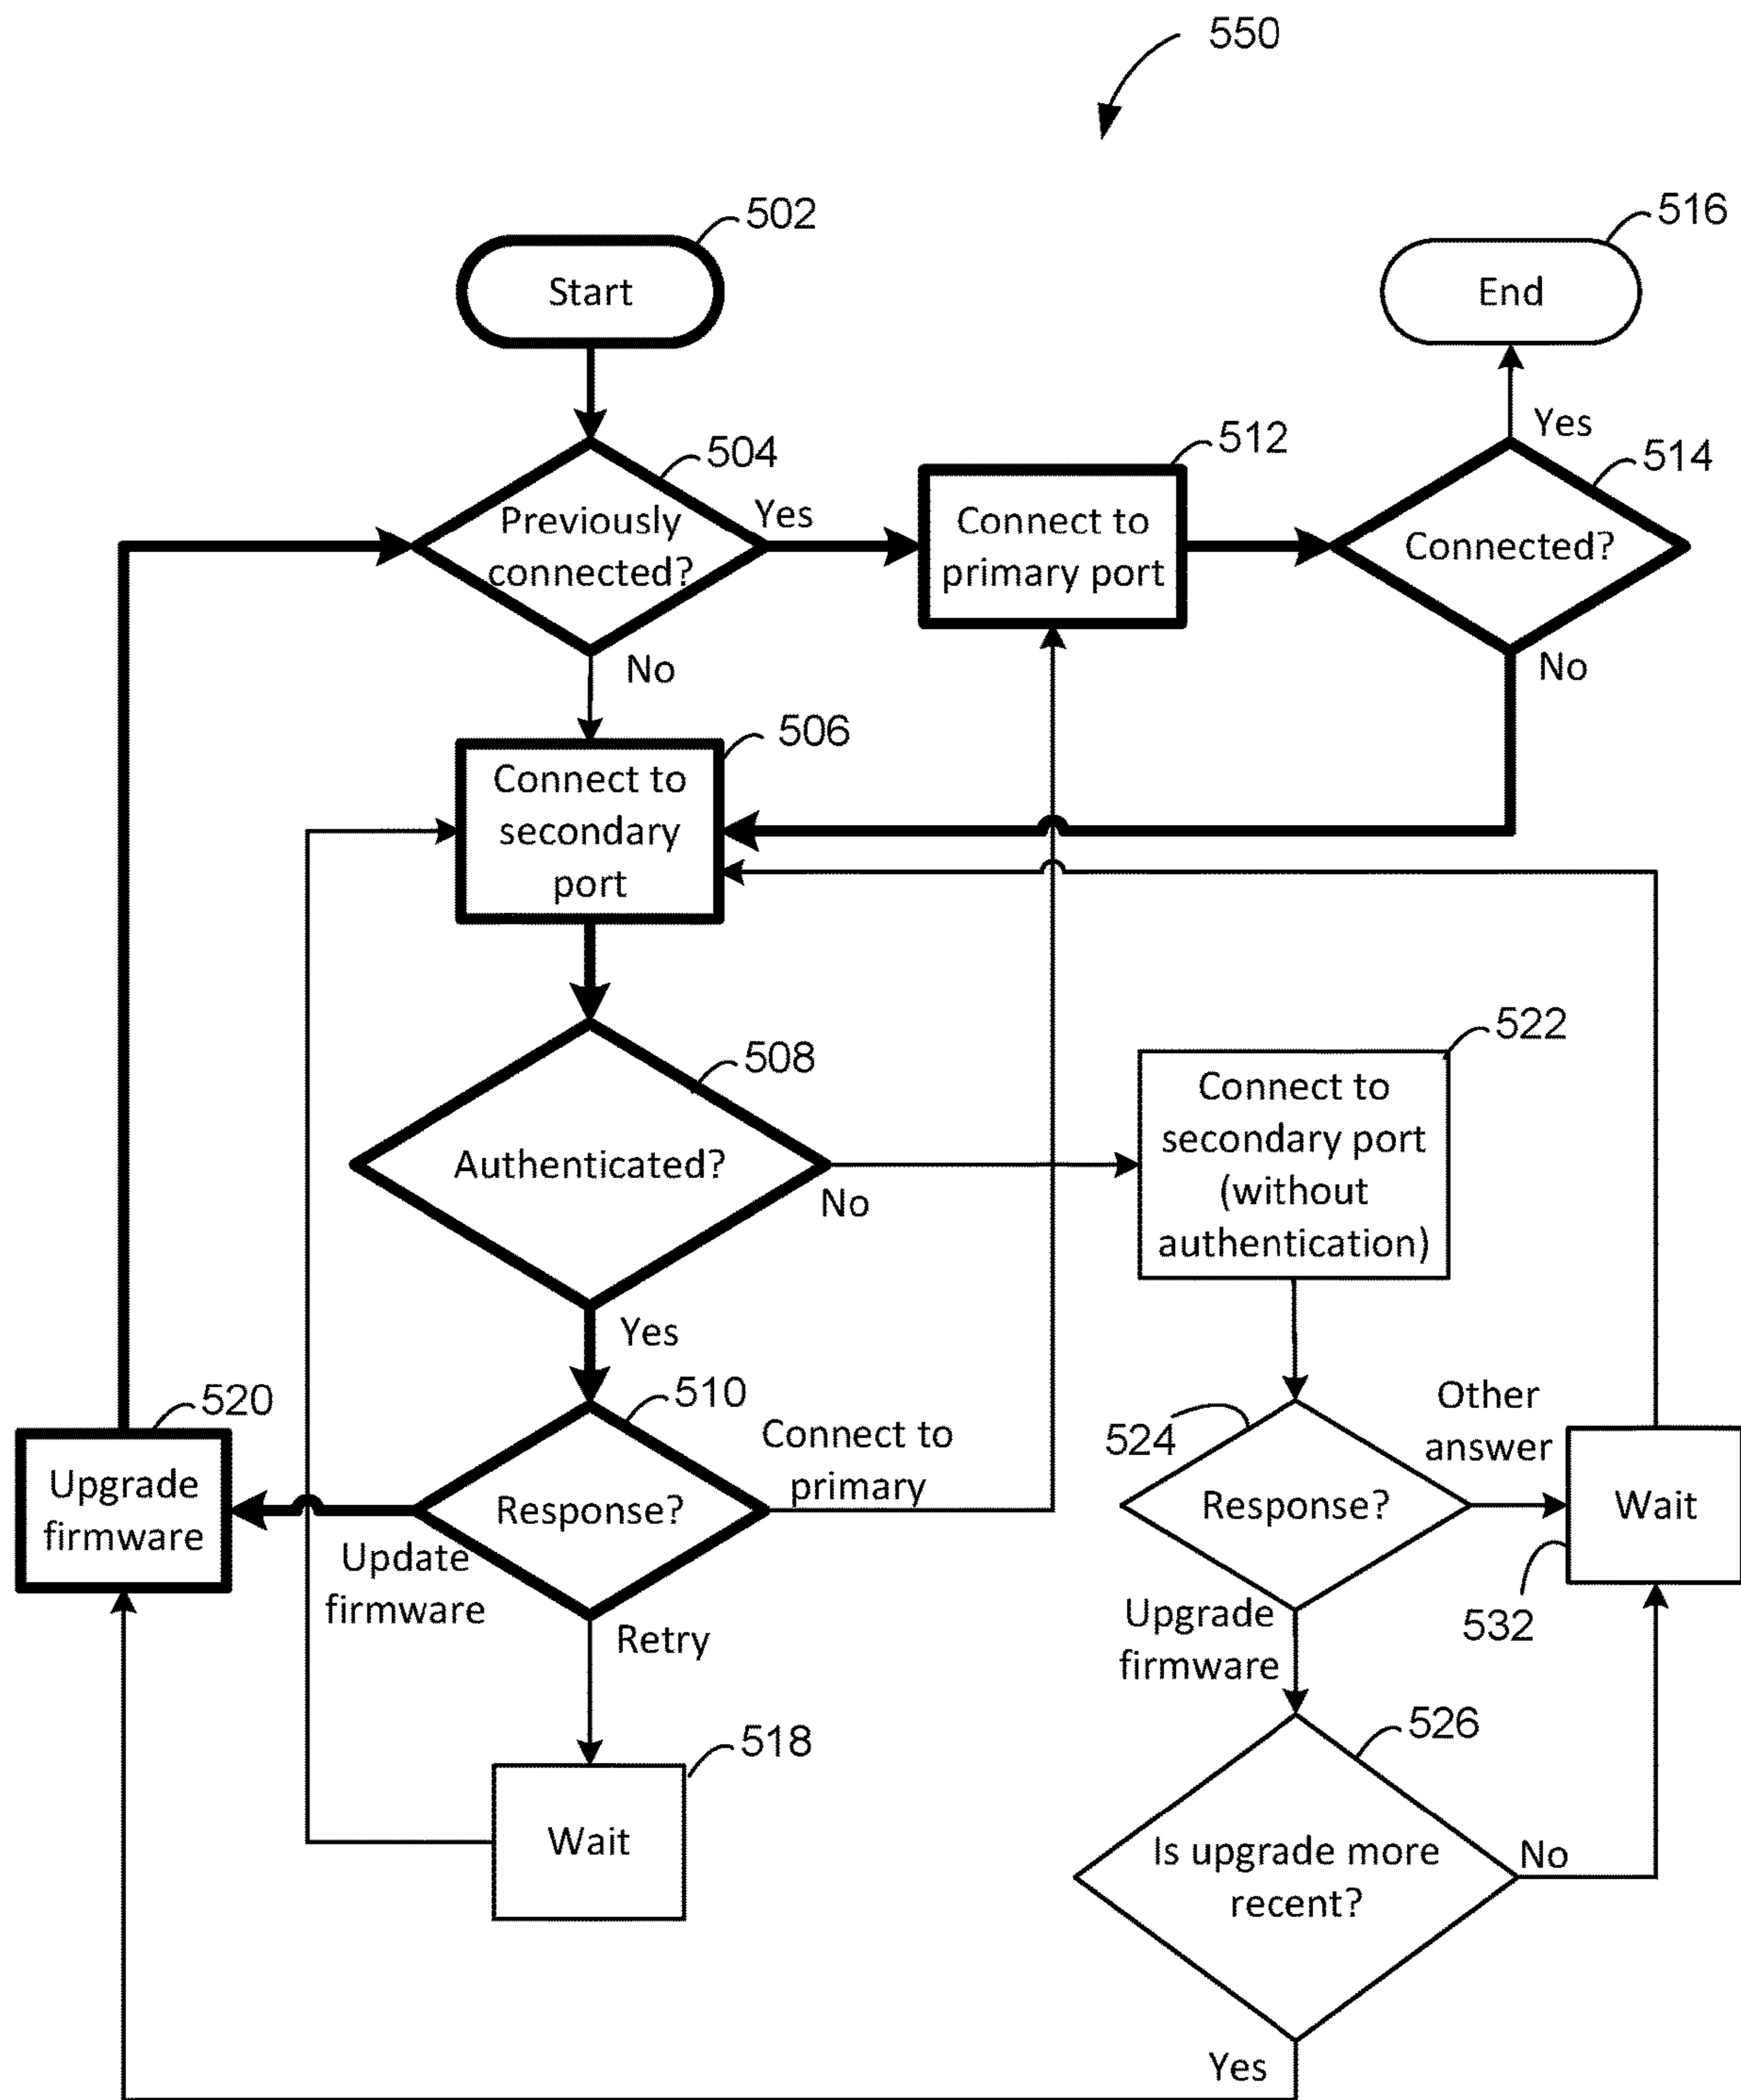 550
502
516
Start
End
504
512
514
Previously
connected?
Yes
Connect to
primary port
Connected?
Yes
No
No
506
Connect to
secondary
port
508
522
Authenticated?
No
Connect to
secondary port
(without
authentication)
Yes
510
520
Upgrade
firmware
Response?
Connect to
primary
Update
firmware
Retry
524
Response?
Other
answer
Wait
532
Upgrade
firmware
518
Wait
526
Is upgrade more
recent?
No
Yes